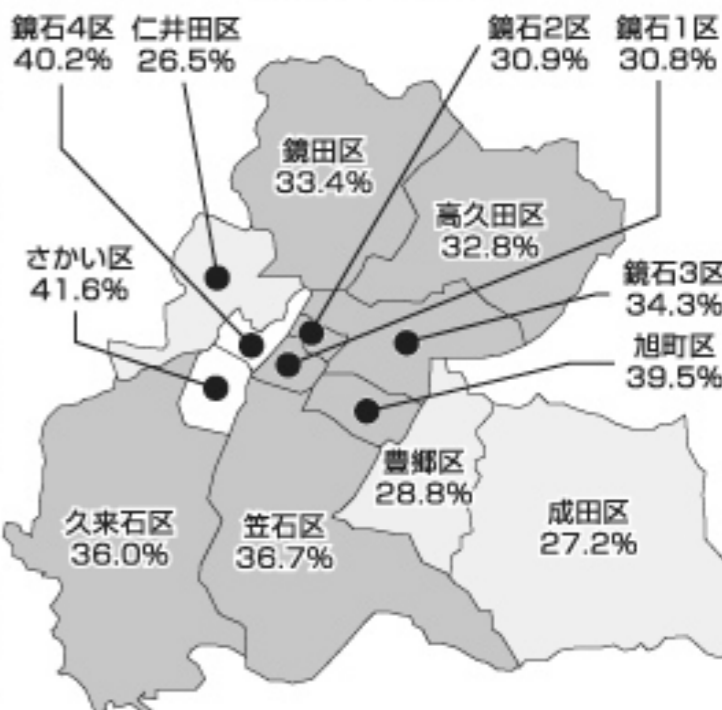 鏡石4区
40.2%
仁井田区
26.5%
鏡石2区
30.9%
鏡石1区
30.8%
鏡田区
33.4%
高久田区
32.8%
さかい区
41.6%
鏡石3区
34.3%
旭町区
39.5%
豊郷区
28.8%
成田区
27.2%
久来石区
36.0%
笠石区
36.7%